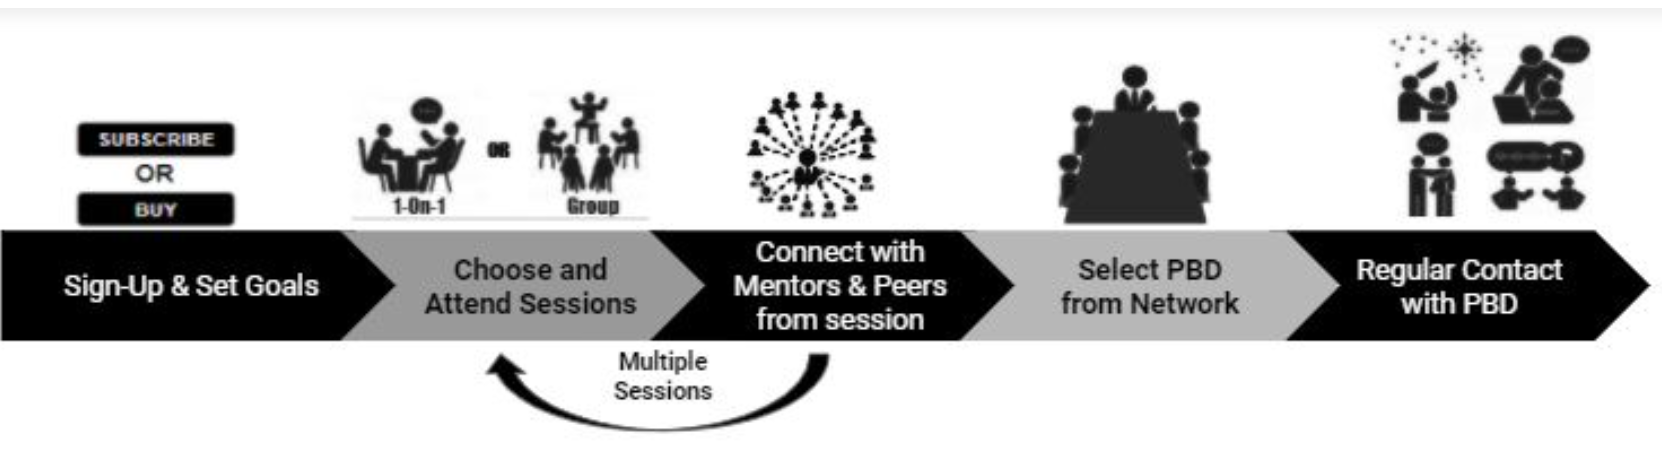 SUBSCRIBE
OR
BUY
OR
1-On-1
Group
Sign-Up & Set Goals
Choose and
Attend Sessions
Connect with
Mentors & Peers
from session
Select PBD
from Network
Regular Contact
with PBD
Multiple
Sessions